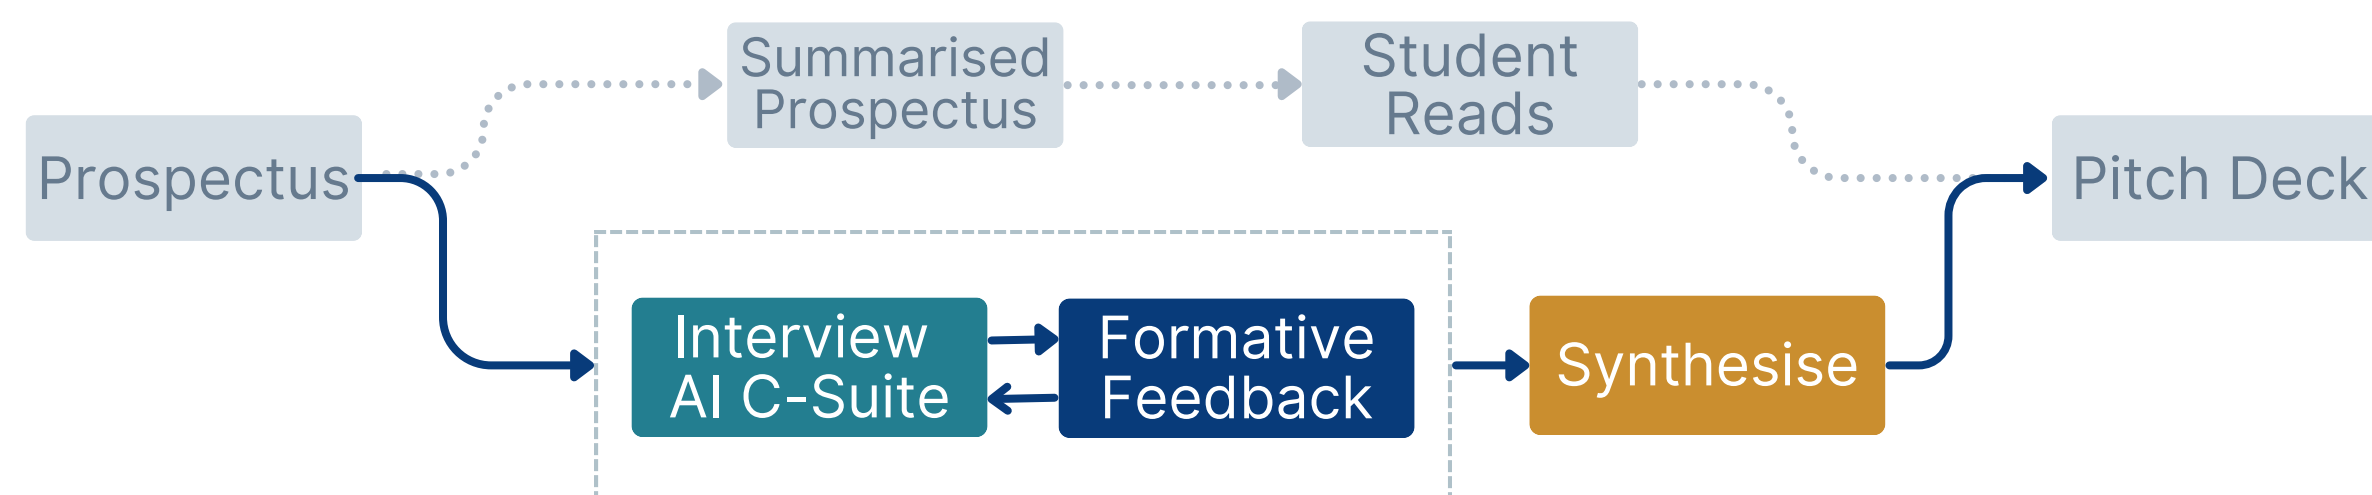 Summarised
Prospectus
Student
Reads
Prospectus
Pitch Deck
Interview
AI C-Suite
Formative
Feedback
Synthesise